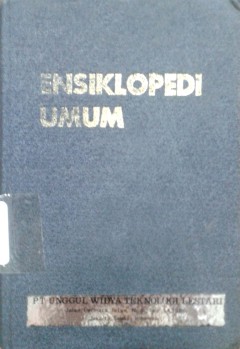 ENSIKLOPEDI
UMUM
PT UNGGUL WIDYA TEKNOLOGI LESTARI